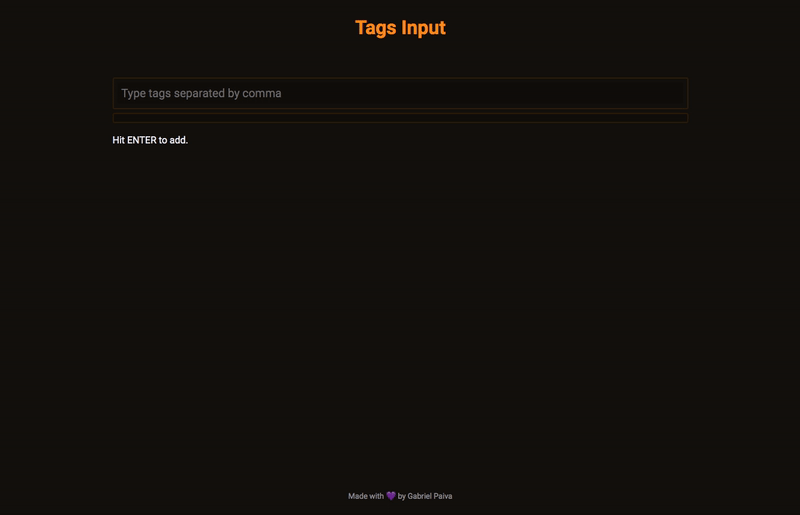 Tags Input
Type tags separated by comma
Hit ENTER to add.
Made with 💜 by Gabriel Paiva